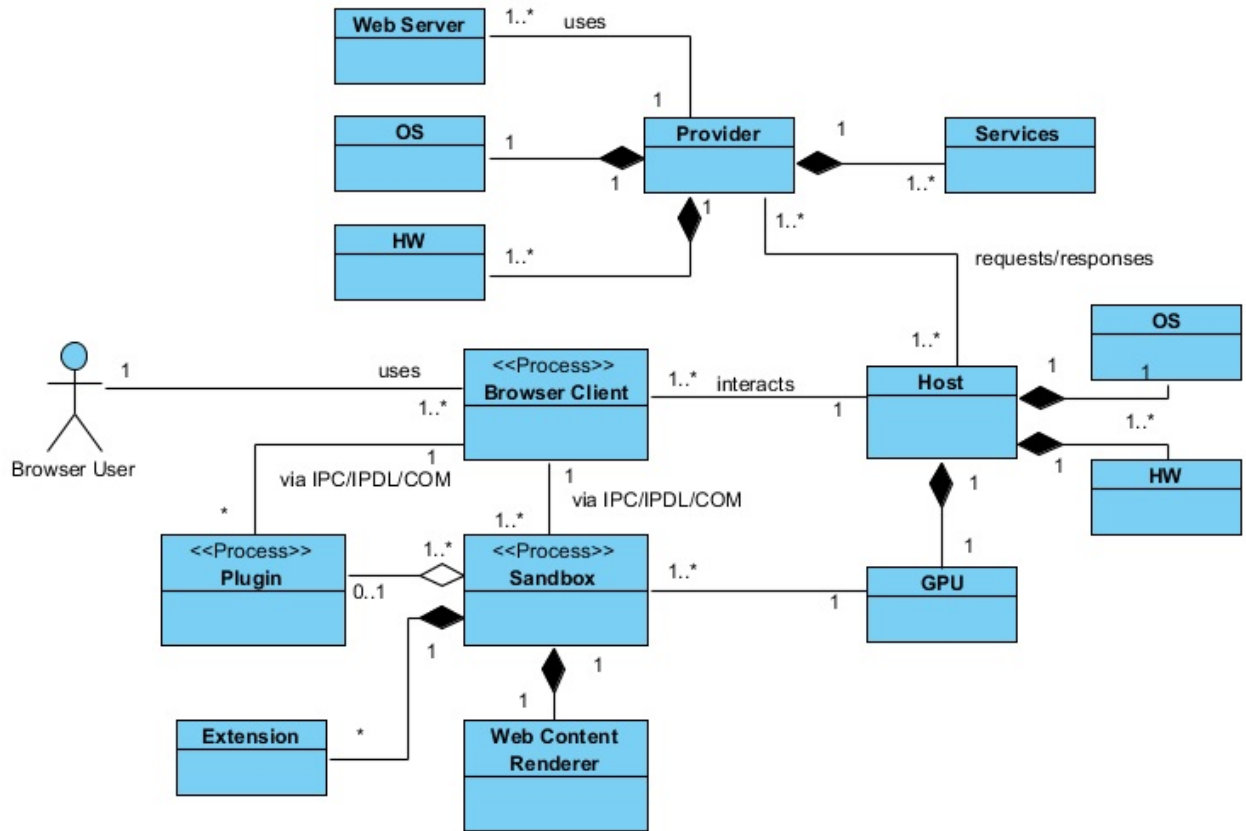 Web Server
1..*
uses
1
OS
1
1
Provider
1
Services
1..*
HW
1..*
1
1..*
requests/responses
1..*
OS
1
1
Browser User
1
uses
1..*
<<Process>>
Browser Client
1..*
interacts
1
Host
1..*
1
HW
1
via IPC/IPDL/COM
*
1
via IPC/IPDL/COM
1..*
1
1
<<Process>>
Plugin
0..1
1..*
<<Process>>
Sandbox
1..*
1
GPU
1
1
1
Extension
*
Web Content
Renderer